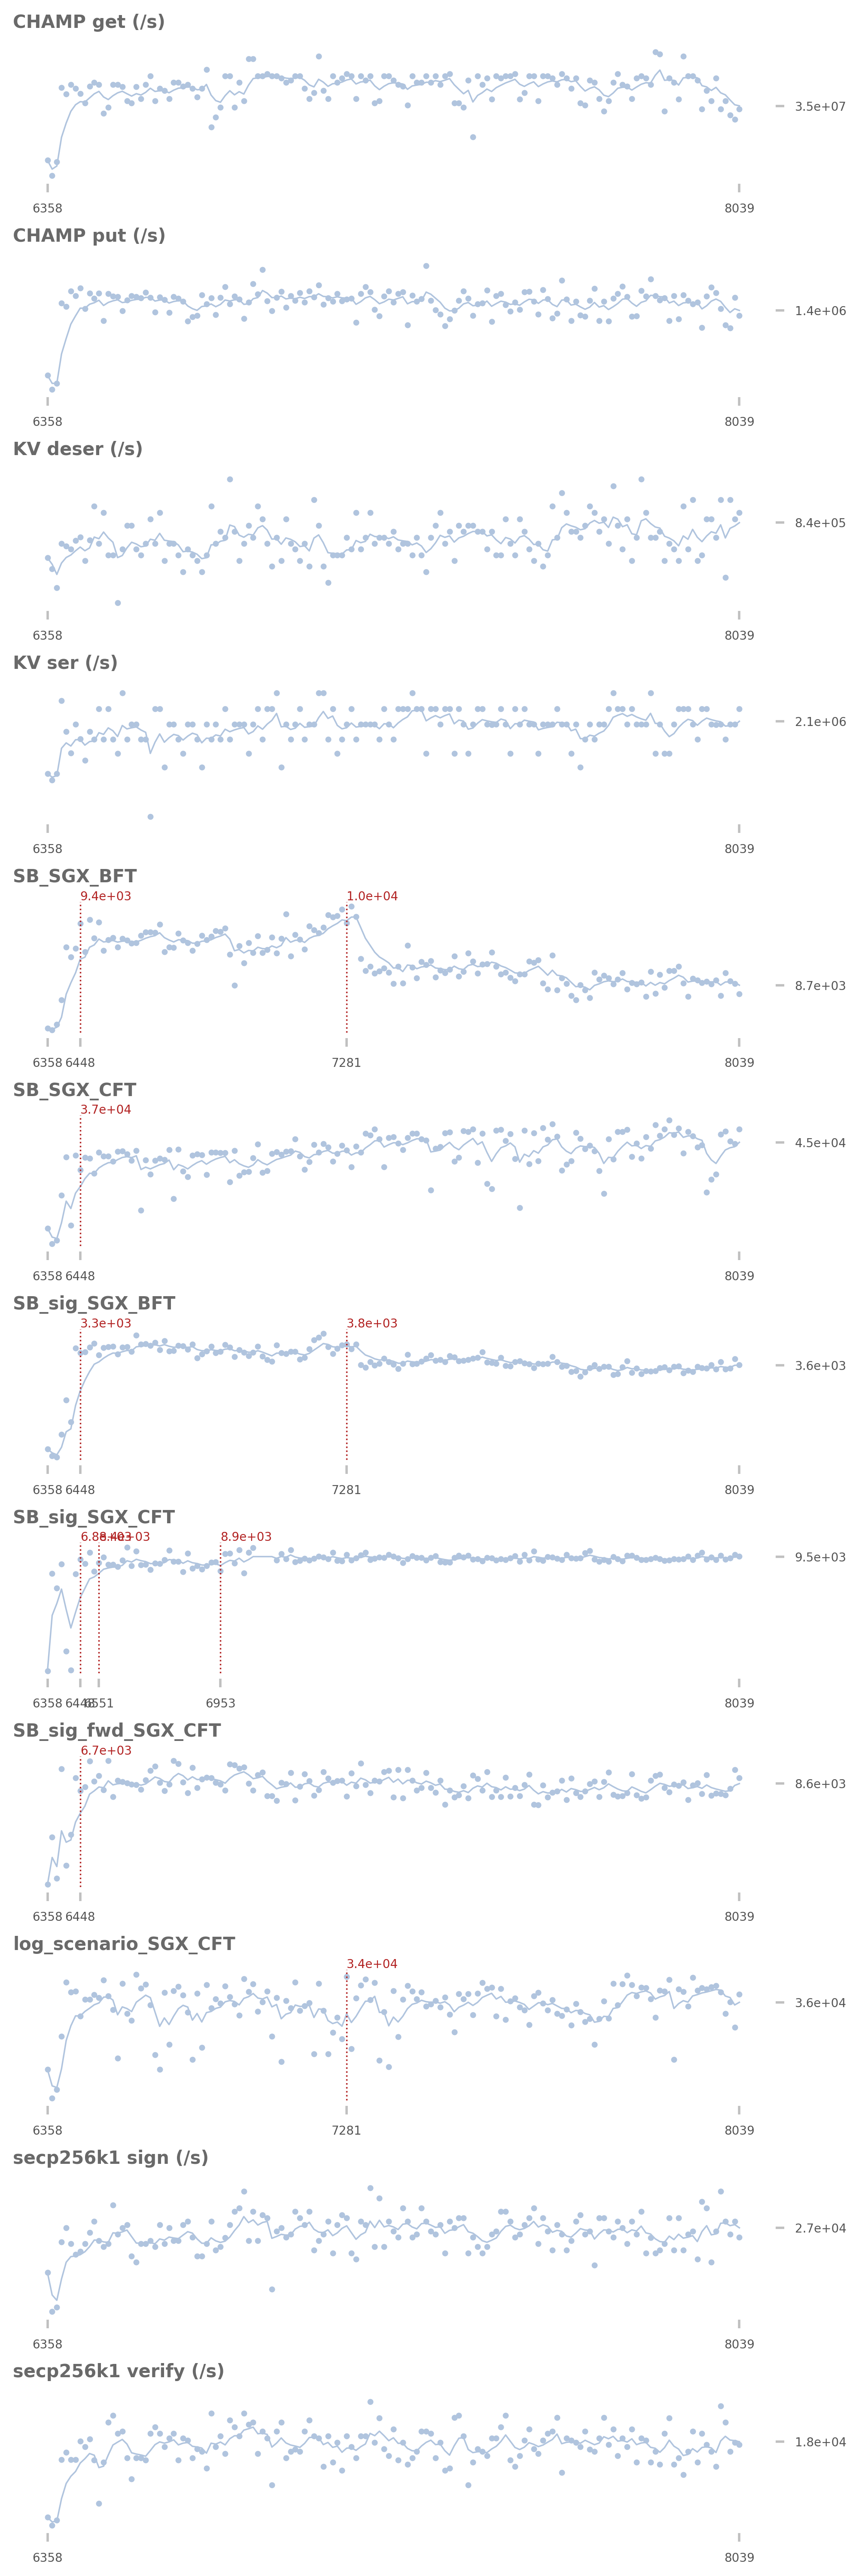 CHAMP get (/s)
3.5e+07
6358 8039
CHAMP put (/s)
1.4e+06
6358 8039
KV deser (/s)
8.4e+05
6358 8039
KV ser (/s)
2.1e+06
6358 8039
SB_SGX_BFT
9.4e+03 1.0e+04
8.7e+03
6358 6448 7281 8039
SB_SGX_CFT
3.7e+04
4.5e+04
6358 6448 8039
SB_sig_SGX_BFT
3.3e+03 3.8e+03
3.6e+03
6358 6448 7281 8039
SB_sig_SGX_CFT
8.9e+03
9.5e+03
6358 6448 6551 6953 8039
SB_sig_fwd_SGX_CFT
6.7e+03
8.6e+03
6358 6448 8039
log_scenario_SGX_CFT
3.4e+04
3.6e+04
6358 7281 8039
secp256k1 sign (/s)
2.7e+04
6358 8039
secp256k1 verify (/s)
1.8e+04
6358 8039